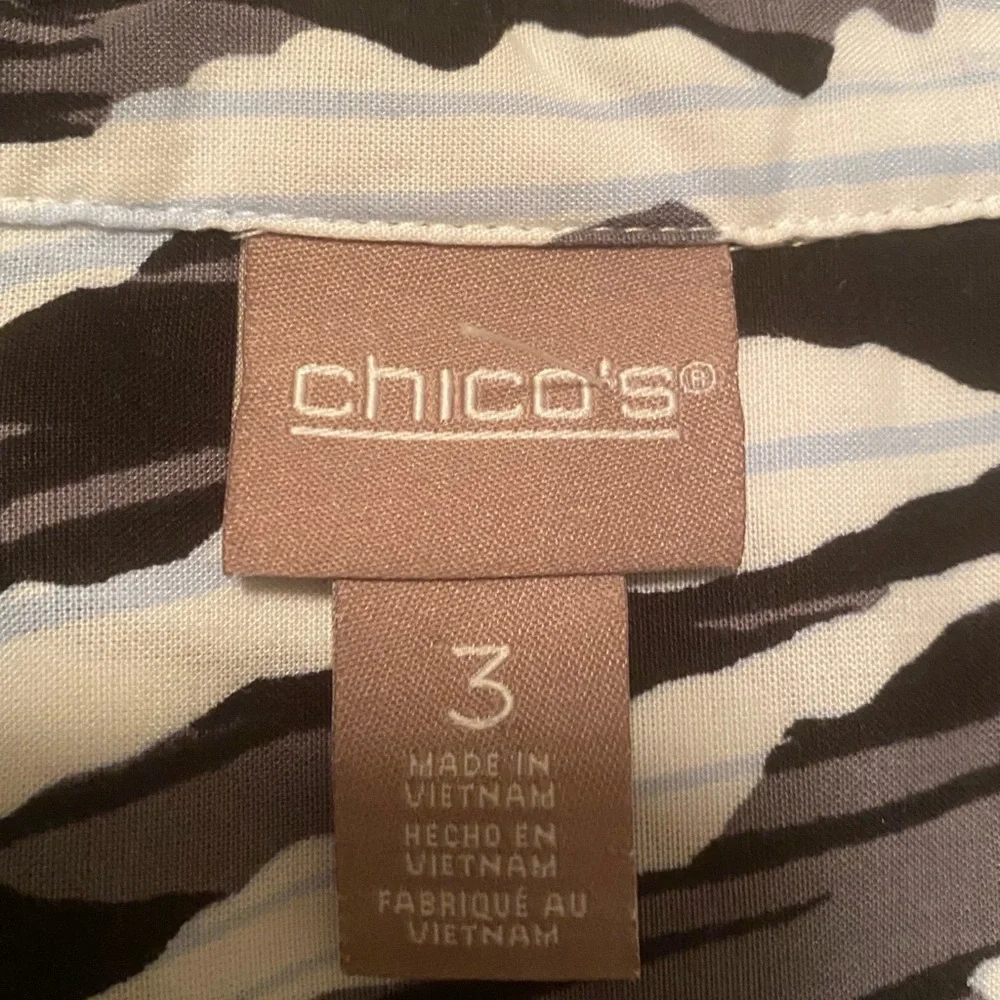 chico's®
3
MADE IN
VIETNAM
HECHO EN
VIETNAM
FABRIQUÉ AU
VIETNAM